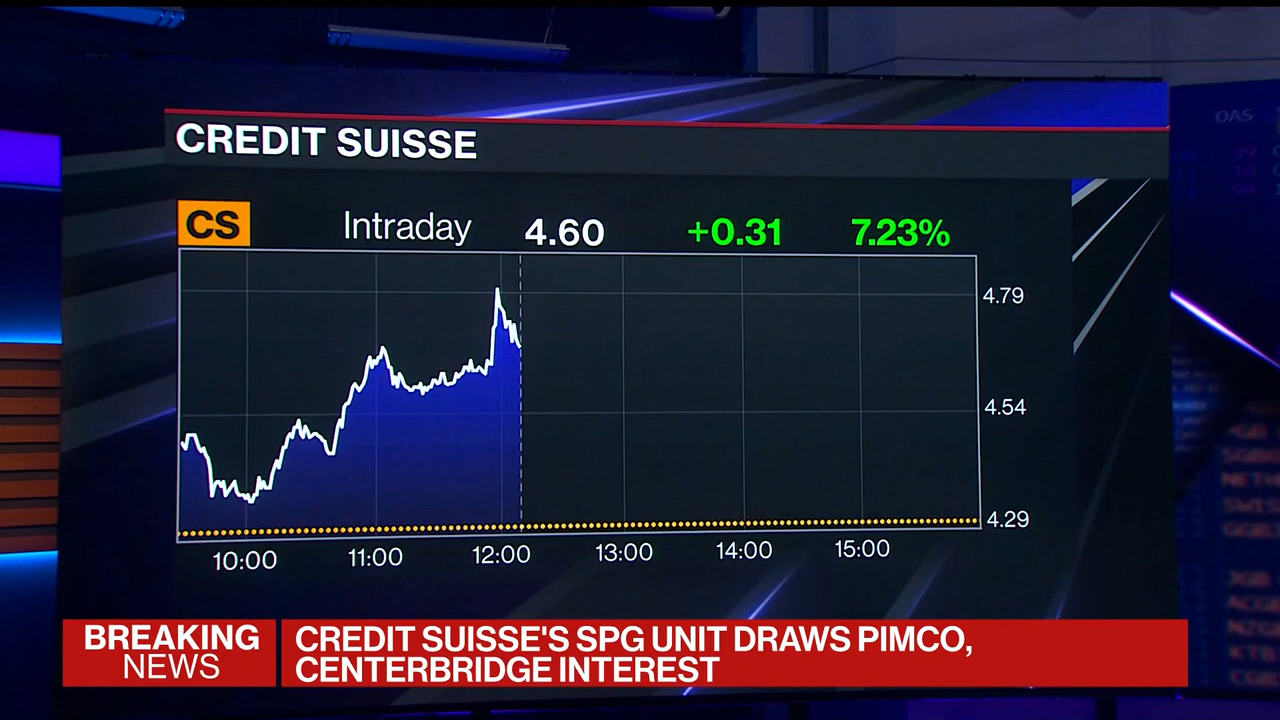 CREDIT SUISSE
CS Intraday 4.60 +0.31 7.23%
4.79
4.54
4.29
10:00 11:00 12:00 13:00 14:00 15:00
BREAKING NEWS
CREDIT SUISSE'S SPG UNIT DRAWS PIMCO,
CENTERBRIDGE INTEREST
OAS
JGB